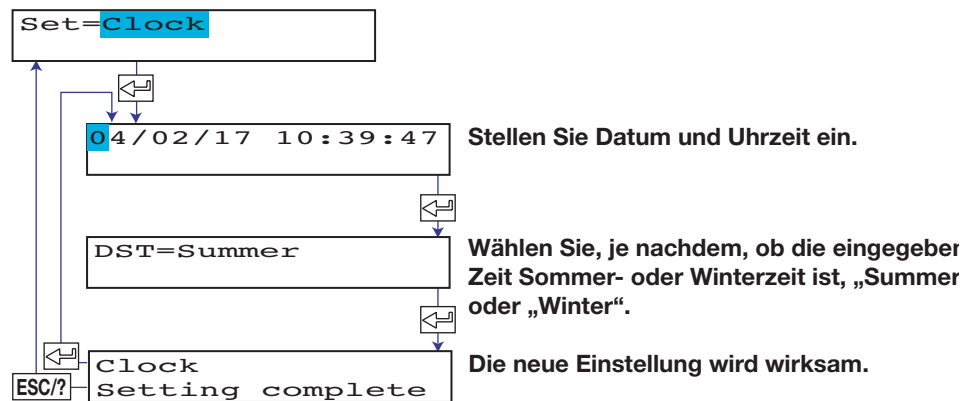 Set=Clock
04/02/17 10:39:47
Stellen Sie Datum und Uhrzeit ein.
DST=Summer
Wählen Sie, je nachdem, ob die
Zeit Sommer- oder Winterzeit ist, „Summer
oder „Winter“.
Clock
Setting complete
Die neue Einstellung wird wirksam.
ESC/?